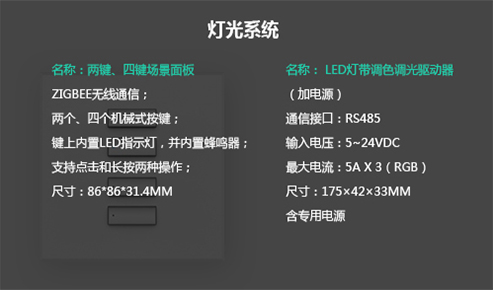 灯光系统
名称：两键、四键场景面板
ZIGBEE无线通信；
两个、四个机械式按键；
键上内置LED指示灯，并内置蜂鸣器；
支持点击和长按两种操作；
尺寸：86*86*31.4MM
名称： LED灯带调色调光驱动器
（加电源）
通信接口：RS485
输入电压：5~24VDC
最大电流：5A X 3（RGB）
尺寸：175×42×33MM
含专用电源